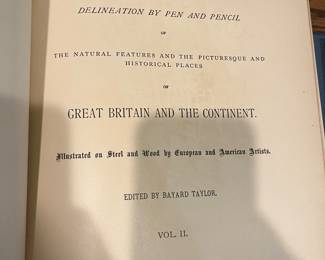 DELINEATION BY PEN AND PENCIL
OF
THE NATURAL FEATURES AND THE PICTURESQUE AND
HISTORICAL PLACES
OF
GREAT BRITAIN AND THE CONTINENT.
Illustrated on Steel and Wood by European and American Artists.
EDITED BY BAYARD TAYLOR.
VOL. II.